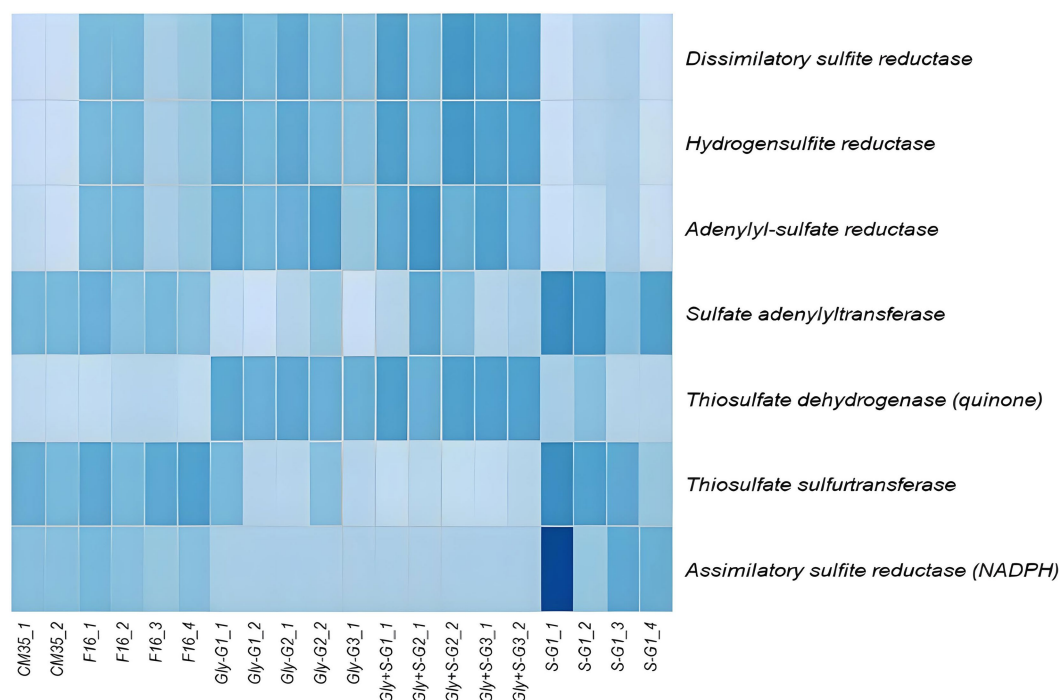 Dissimilatory sulfite reductase
Hydrogensulfite reductase
Adenylyl-sulfate reductase
Sulfate adenylyltransferase
Thiosulfate dehydrogenase (quinone)
Thiosulfate sulfurtransferase
Assimilatory sulfite reductase (NADPH)
CM35_1
CM35_2
F16_1
F16_2
F16_3
F16_4
Gly-G1_1
Gly-G1_2
Gly-G2_1
Gly-G2_2
Gly-G3_1
Gly+S-G1_1
Gly+S-G2_1
Gly+S-G2_2
Gly+S-G3_1
Gly+S-G3_2
S-G1_1
S-G1_2
S-G1_3
S-G1_4